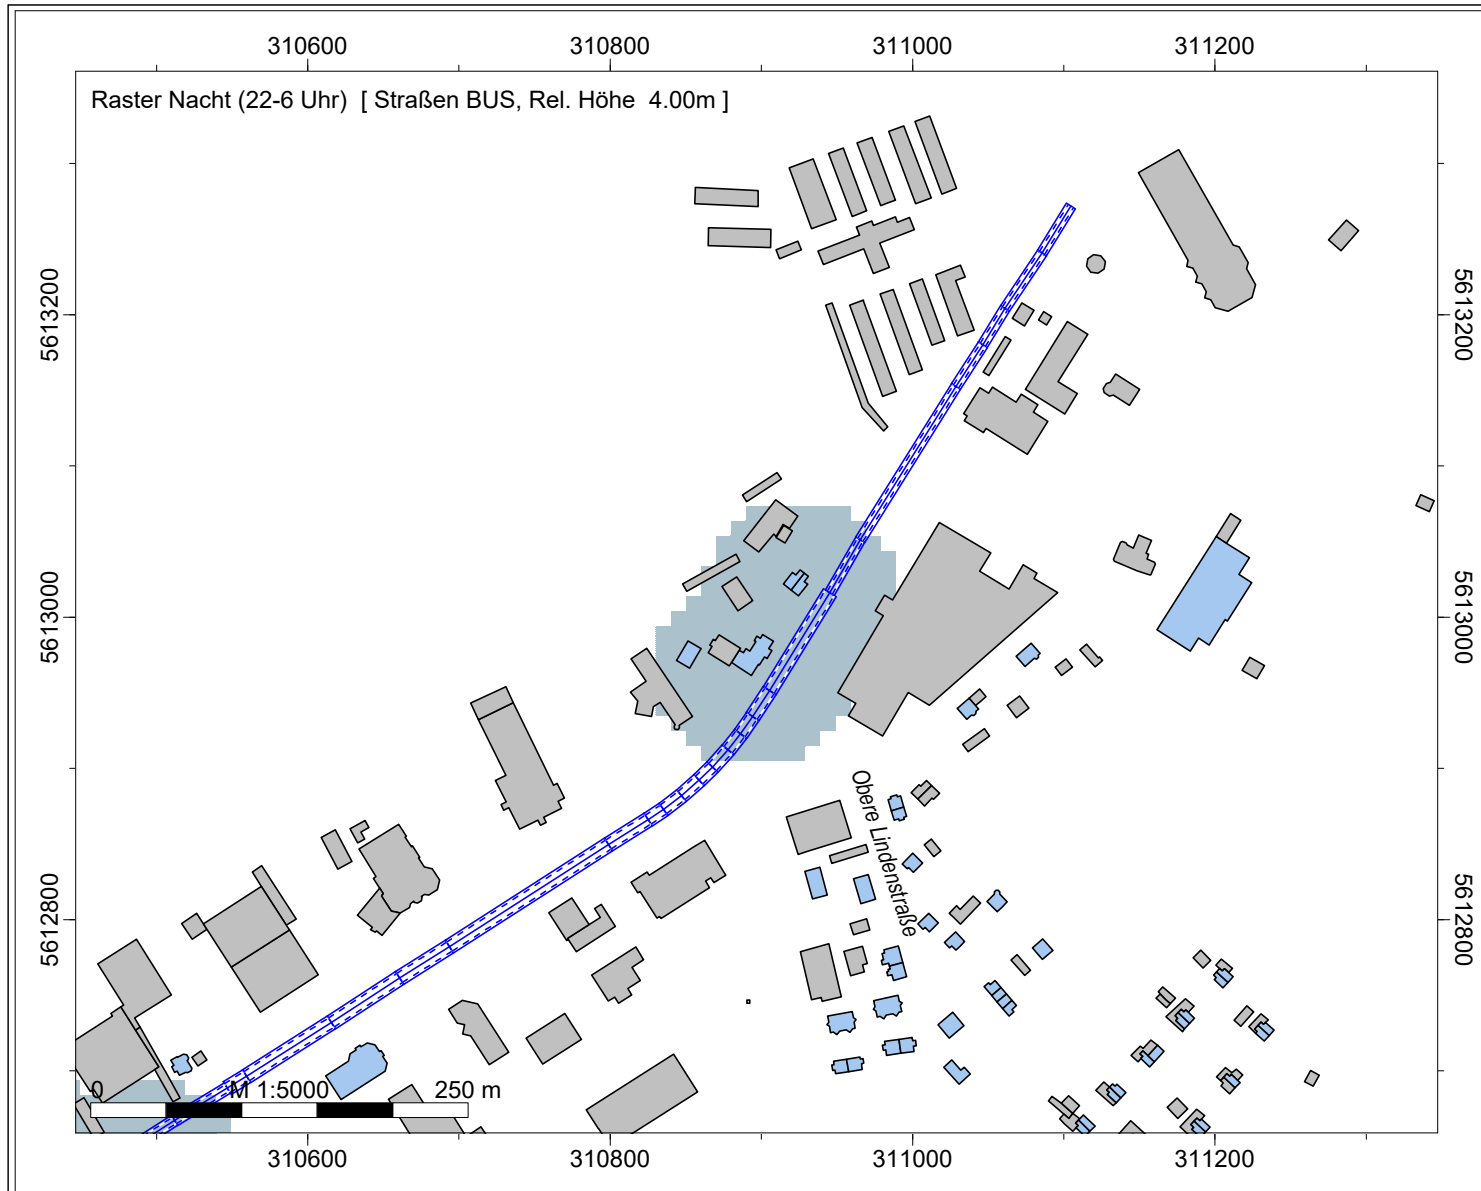 310600 310800 311000 311200
Raster Nacht (22-6 Uhr) [ Straßen BUS, Rel. Höhe 4.00m ]
5613200 5613200
5613000 5613000
Obere Lindenstraße
5612800 5612800
0 M 1:5000 250 m
310600 310800 311000 311200